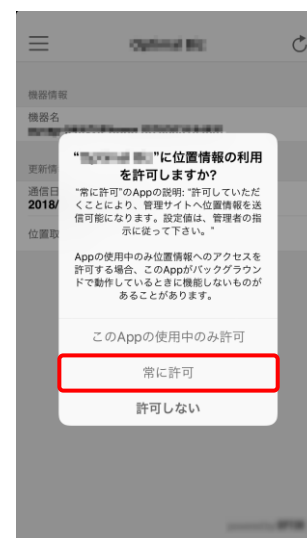 機器情報
機器名
更新情
通信日
2018/
位置取
"
"に位置情報の利用
を許可しますか?
"常に許可"のAppの説明: "許可していただ
くことにより、管理サイトへ位置情報を送
信可能になります。設定値は、管理者の指
示に従って下さい。"
Appの使用中のみ位置情報へのアクセスを
許可する場合、このAppがバックグラウン
ドで動作しているときに機能しないものが
あることがあります。
このAppの使用中のみ許可
常に許可
許可しない